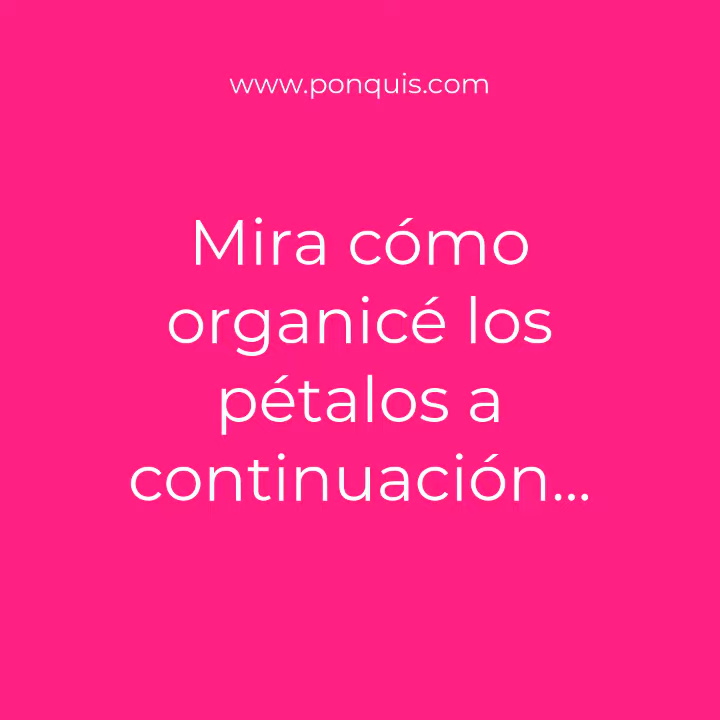 www.ponquis.com
Mira cómo
organicé los
pétalos a
continuación...